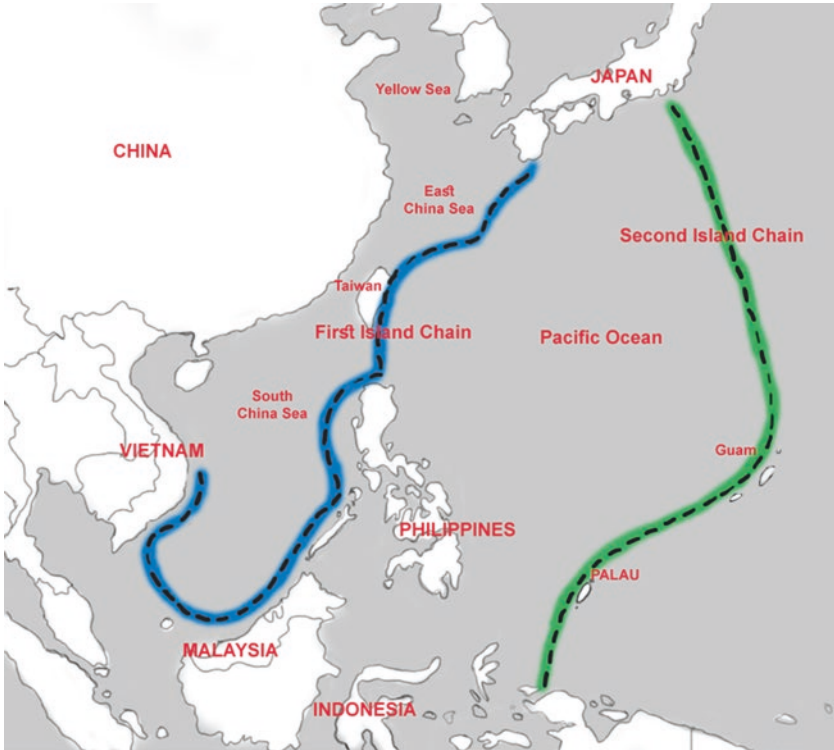 JAPAN
Yellow Sea
CHINA
East
China Sea
Second Island Chain
Taiwan
First Island Chain
Pacific Ocean
South
China Sea
VIETNAM
Guam
PHILIPPINES
PALAU
MALAYSIA
INDONESIA